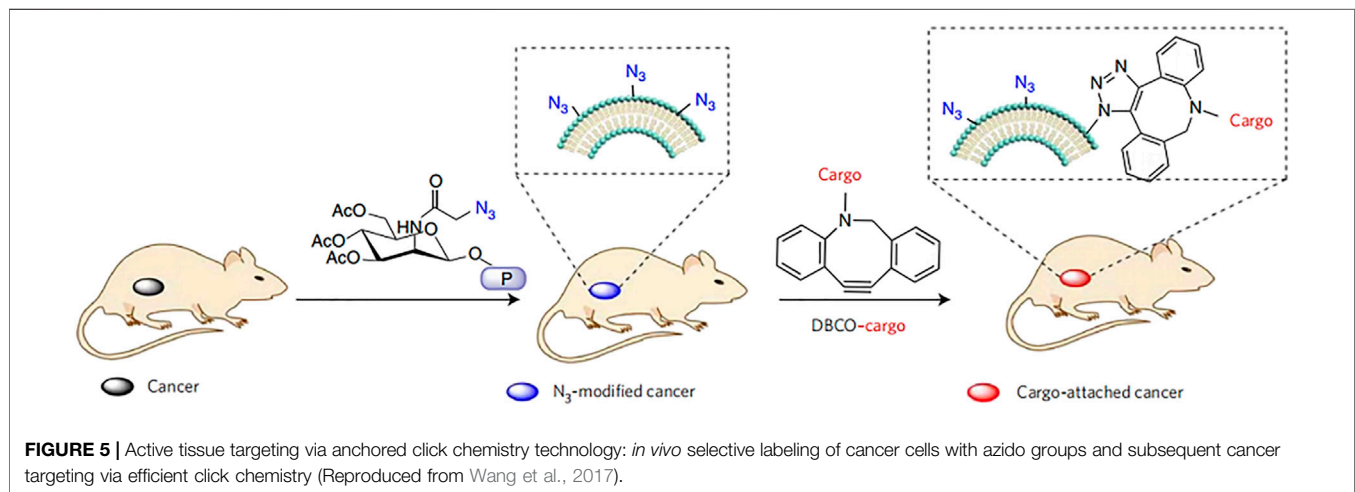 N3
N3
N3
O
AcO
N3
HN
O
AcO
AcO
O
P
Cancer
N3-modified cancer
Cargo
N
DBCO-cargo
N3
N3
N
N
N
N
Cargo
Cargo-attached cancer
FIGURE 5 | Active tissue targeting via anchored click chemistry technology: in vivo selective labeling of cancer cells with azido groups and subsequent cancer
targeting via efficient click chemistry (Reproduced from Wang et al., 2017).